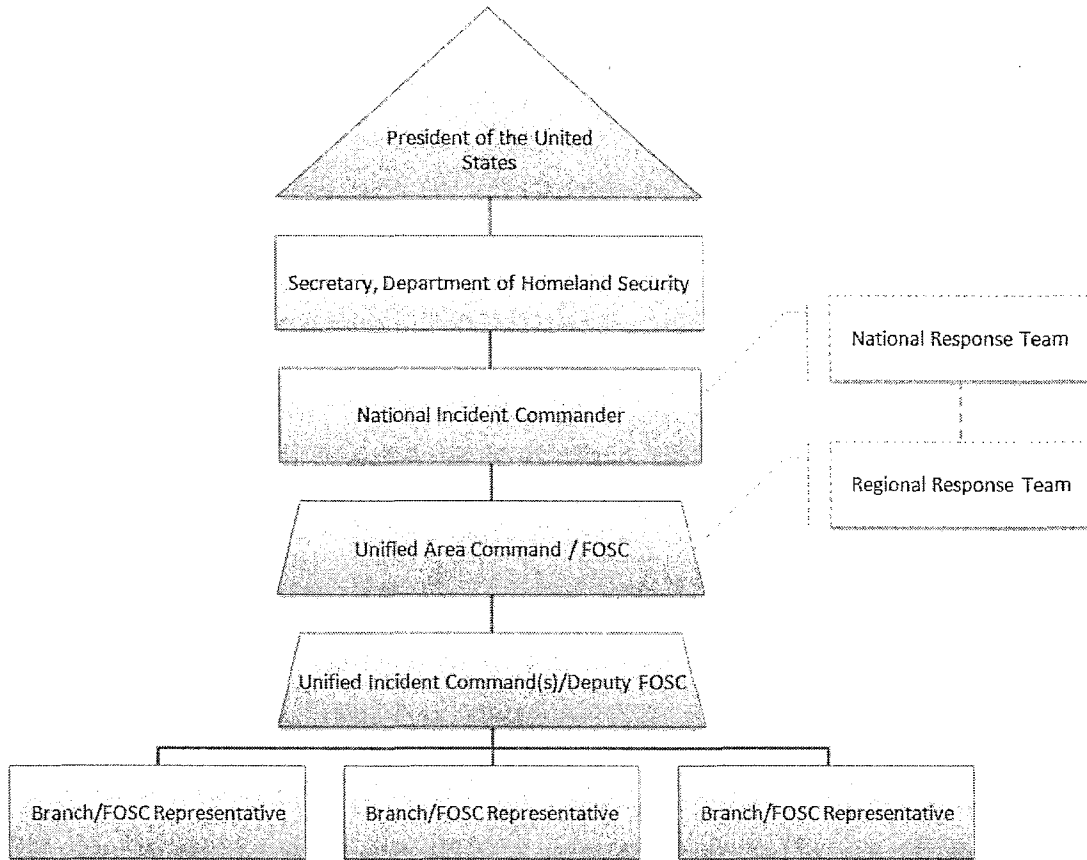 President of the United
States
Secretary, Department of Homeland Security
National Response Team
National Incident Commander
Regional Response Team
Unified Area Command / FOSC
Unified Incident Command(s)/Deputy FOSC
Branch/FOSC Representative
Branch/FOSC Representative
Branch/FOSC Representative